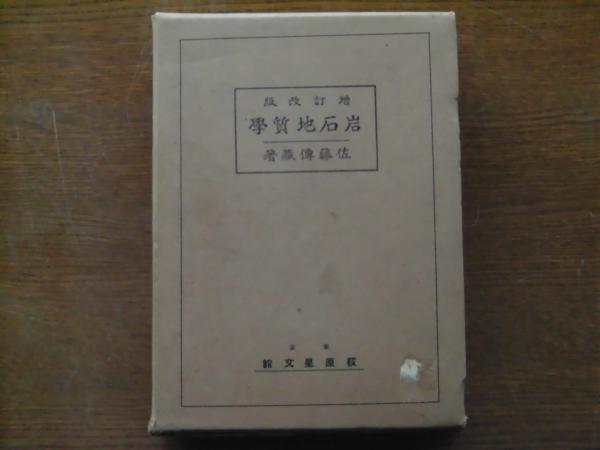 増訂改版
岩石地質學
佐藤傳藏著
東京
荻原星文館